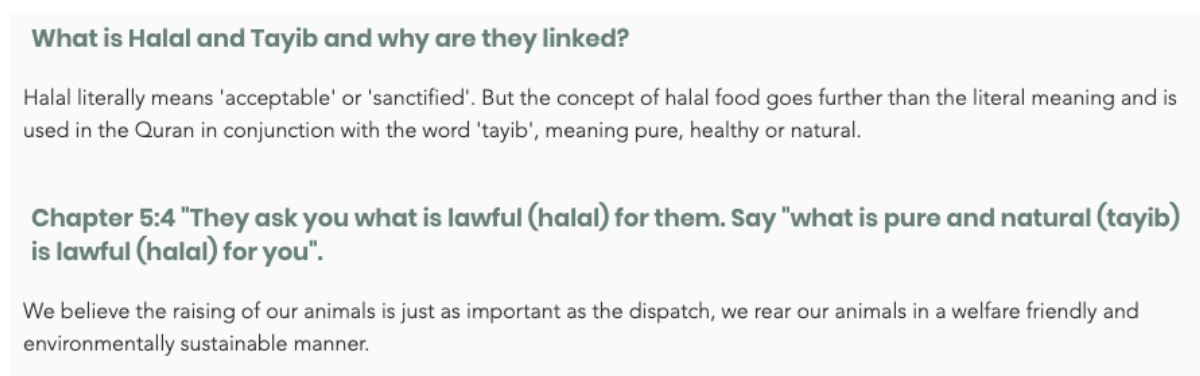 What is Halal and Tayib and why are they linked?
Halal literally means 'acceptable' or 'sanctified'. But the concept of halal food goes further than the literal meaning and is
used in the Quran in conjunction with the word 'tayib', meaning pure, healthy or natural.
Chapter 5:4 "They ask you what is lawful (halal) for them. Say "what is pure and natural (tayib)
is lawful (halal) for you".
We believe the raising of our animals is just as important as the dispatch, we rear our animals in a welfare friendly and
environmentally sustainable manner.